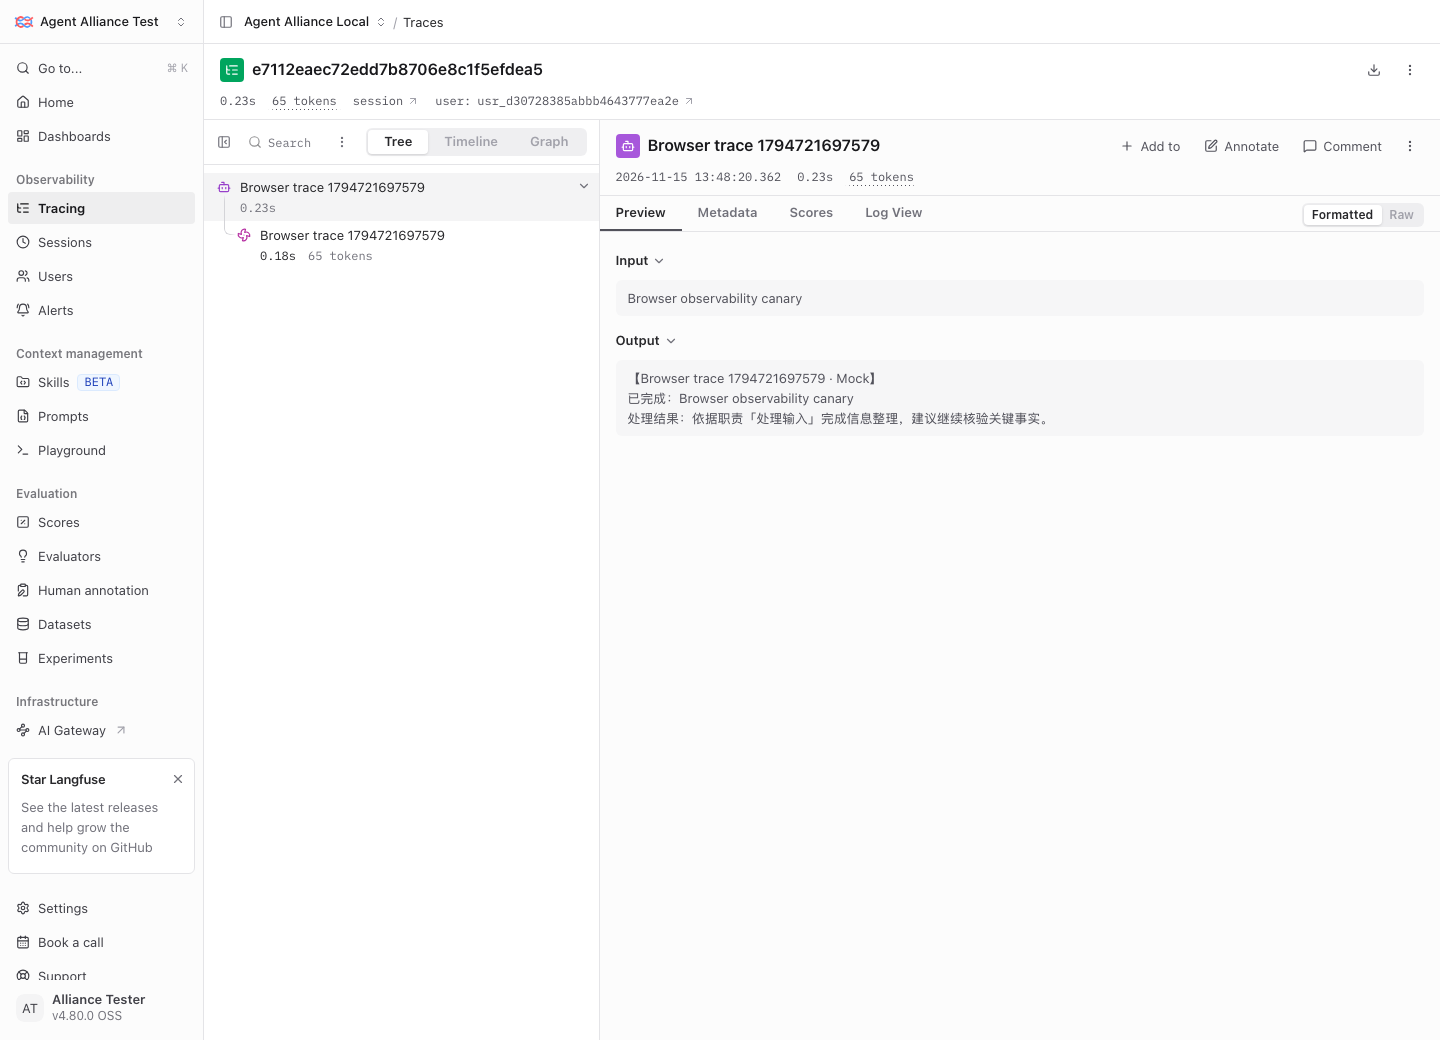 Agent Alliance Test
Agent Alliance Local / Traces
Go to... ⌘ K
Home
Dashboards
Observability
Tracing
Sessions
Users
Alerts
Context management
Skills BETA
Prompts
Playground
Evaluation
Scores
Evaluators
Human annotation
Datasets
Experiments
Infrastructure
AI Gateway
Star Langfuse
See the latest releases
and help grow the
community on GitHub
Settings
Book a call
Support
AT Alliance Tester
v4.80.0 OSS
e7112eaec72edd7b8706e8c1f5efdea5
0.23s 65 tokens session user: usr_d30728385abbb4643777ea2e
Search Tree Timeline Graph
Browser trace 1794721697579
0.23s
Browser trace 1794721697579
0.18s 65 tokens
Browser trace 1794721697579 Add to Annotate Comment
2026-11-15 13:48:20.362 0.23s 65 tokens
Preview Metadata Scores Log View Formatted Raw
Input
Browser observability canary
Output
【Browser trace 1794721697579 · Mock】
已完成：Browser observability canary
处理结果：依据职责「处理输入」完成信息整理，建议继续核验关键事实。